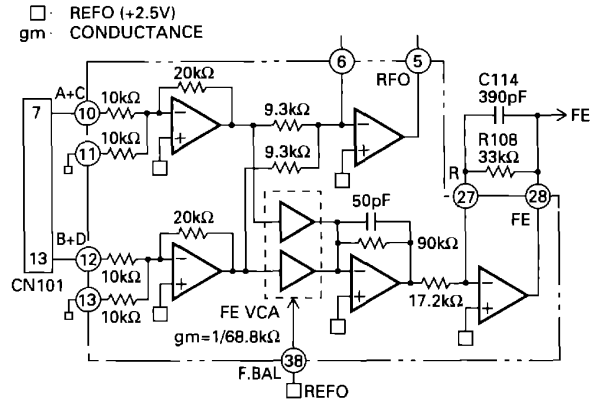 □· REFO (+2.5V)
gm· CONDUCTANCE
6
5
RFO
C114
390pF
FE
A+C
10kΩ
20kΩ
7
10
10kΩ
11
9.3kΩ
9.3kΩ
R108
33kΩ
R
27
28
FE
50pF
90kΩ
B+D
20kΩ
13
12
10kΩ
CN101
13
10kΩ
17.2kΩ
FE VCA
gm=1/68.8kΩ
38
F.BAL
REFO